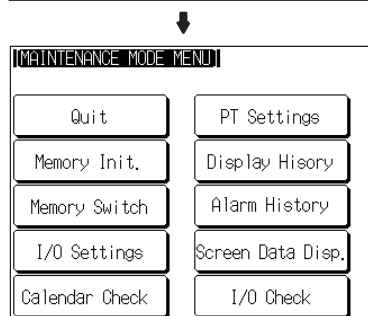 [MAINTENANCE MODE MENU]
Quit
PT Settings
Memory Init.
Display Hisory
Memory Switch
Alarm History
I/O Settings
Screen Data Disp.
Calendar Check
I/O Check